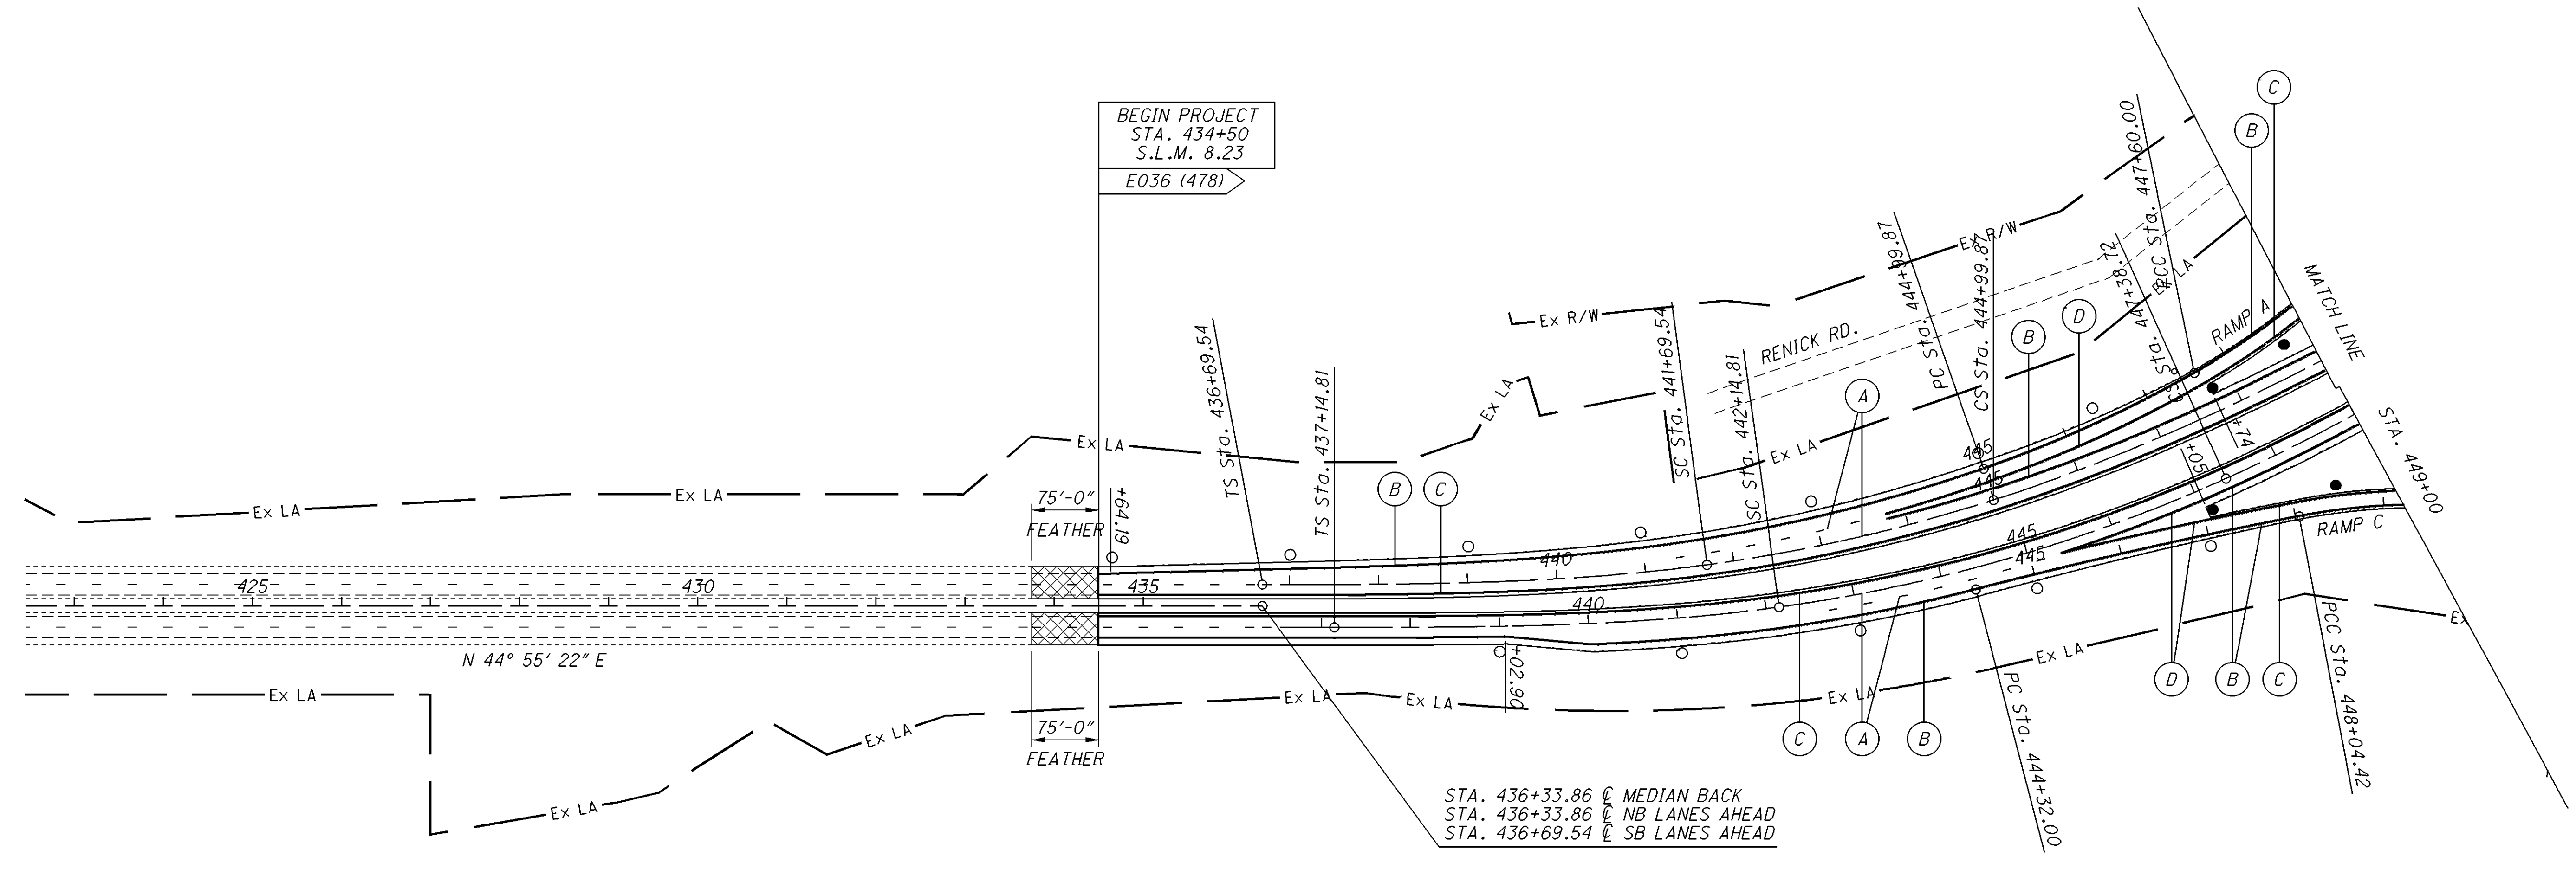 BEGIN PROJECT
STA. 434+50
S.L.M. 8.23
E036 (478)
C
B
447+60.00
Ex R/W
444+99.87
CS Sta. 444+99.87
447+38.72
PCC Sta.
Ex R/W
RENICK RD.
PC Sta.
D
B
RAMP A
MATCH LINE
STA. 449+00
TS Sta. 436+69.54
TS Sta. 437+14.81
SC Sta. 441+69.54
SC Sta. 442+14.81
CS Sta.
A
Ex LA
Ex LA
Ex LA
Ex LA
Ex LA
75'-0"
FEATHER
+64.19
B
C
445
445
+74
+05
RAMP C
425
430
435
440
440
445
445
N 44° 55' 22" E
Ex LA
Ex LA
Ex LA
Ex LA
Ex LA
Ex LA
Ex LA
+02.90
75'-0"
FEATHER
C
A
B
D
B
C
PC Sta. 444+32.00
PCC Sta. 448+04.42
STA. 436+33.86 ℄ MEDIAN BACK
STA. 436+33.86 ℄ NB LANES AHEAD
STA. 436+69.54 ℄ SB LANES AHEAD